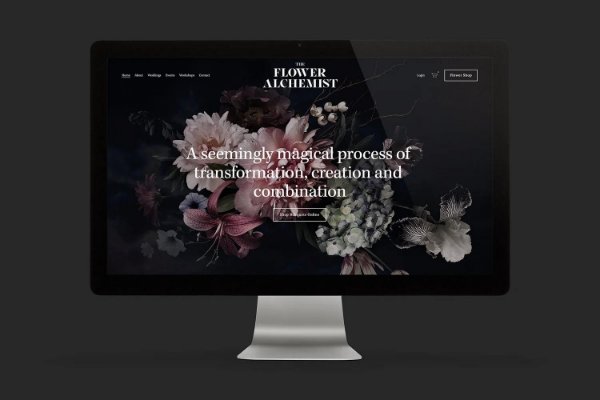 Home About Weddings Events Workshops Contact
THE
FLOWER
ALCHEMIST
Login
Flower Shop
A seemingly magical process of
transformation, creation and
combination